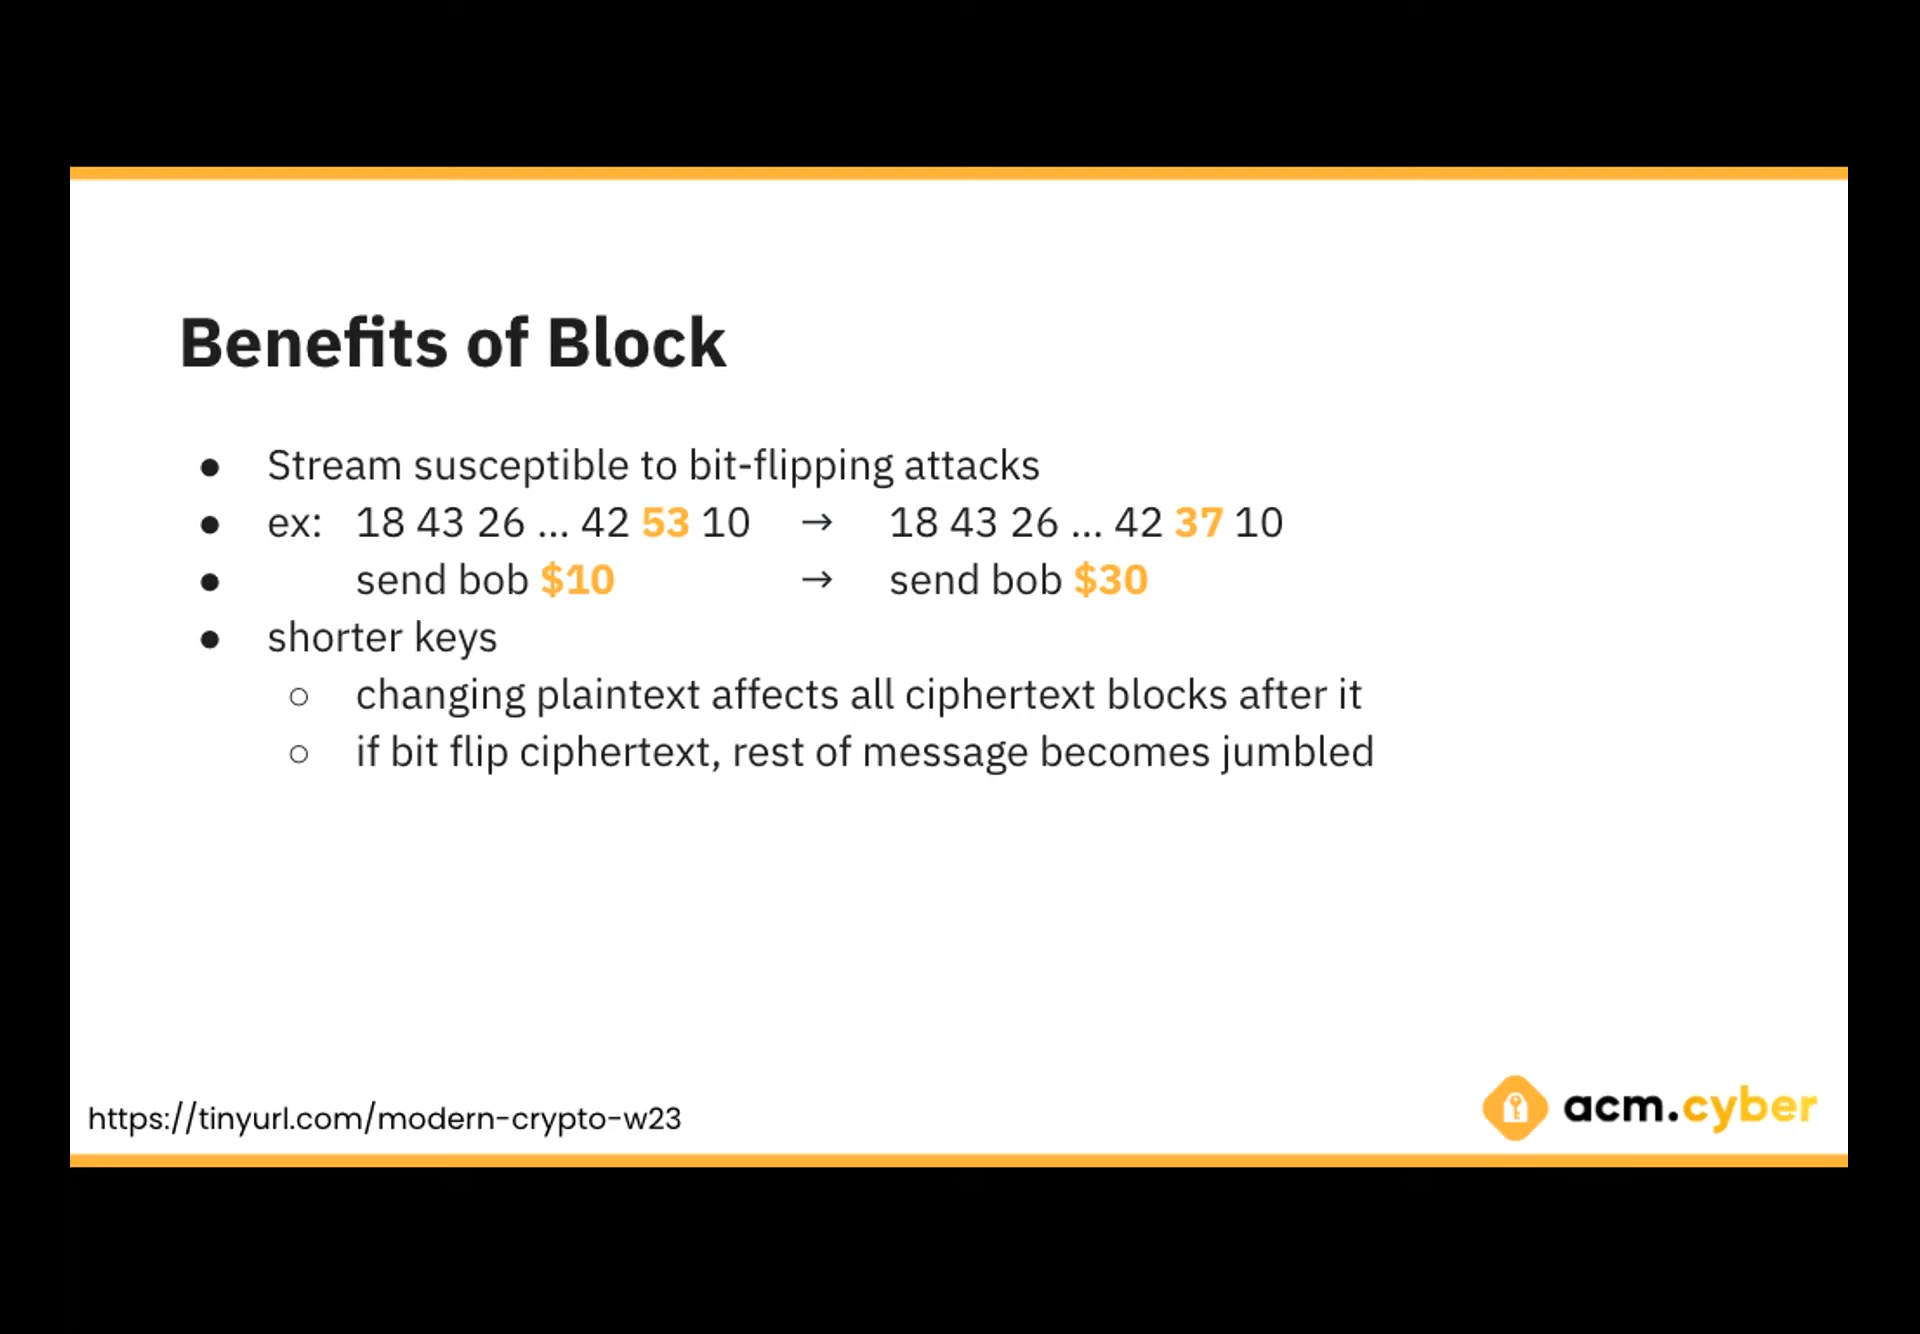 Benefits of Block
● Stream susceptible to bit-flipping attacks
● ex: 18 43 26 ... 42 53 10 → 18 43 26 ... 42 37 10
● send bob $10 → send bob $30
● shorter keys
○ changing plaintext affects all ciphertext blocks after it
○ if bit flip ciphertext, rest of message becomes jumbled
https://tinyurl.com/modern-crypto-w23
acm.cyber